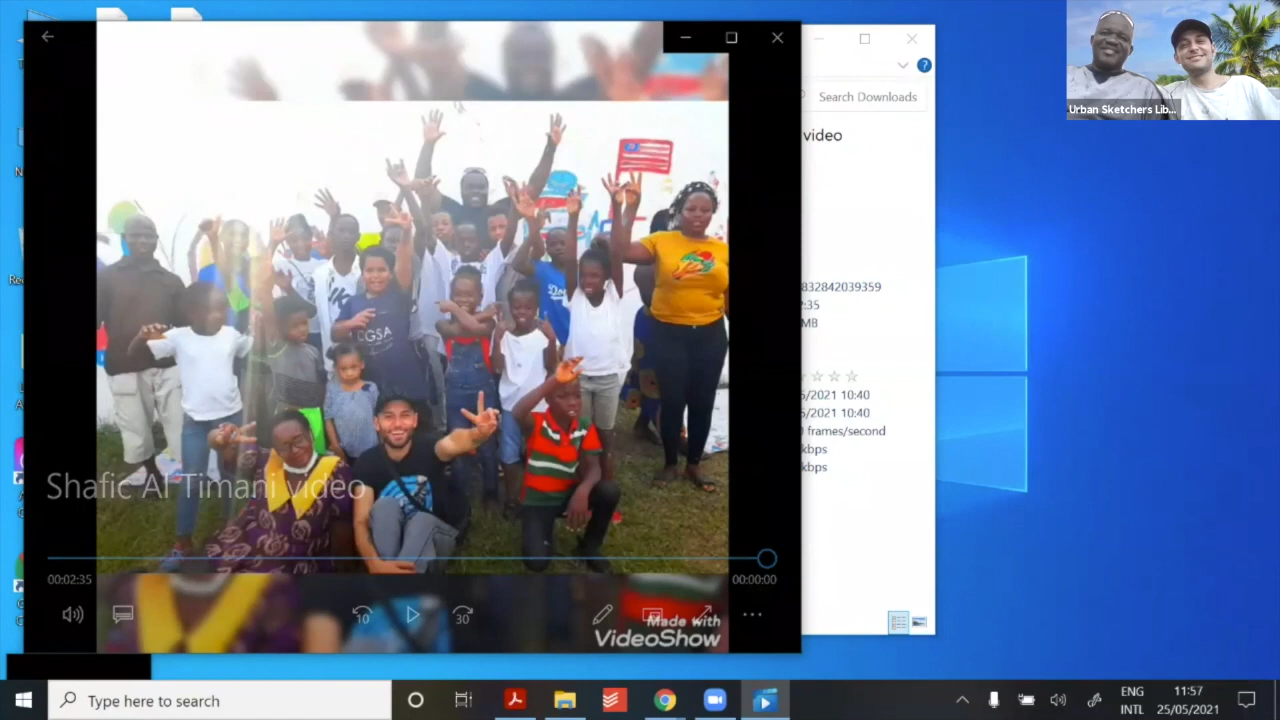 Search Downloads
Urban Sketchers Lib...
video
832842039359
:35
MB
5/2021 10:40
5/2021 10:40
frames/second
kbps
kbps
CGSA
Shafic Al Timani video
00:02:35
00:00:00
10
30
Made with
VideoShow
Type here to search
ENG
INTL
11:57
25/05/2021